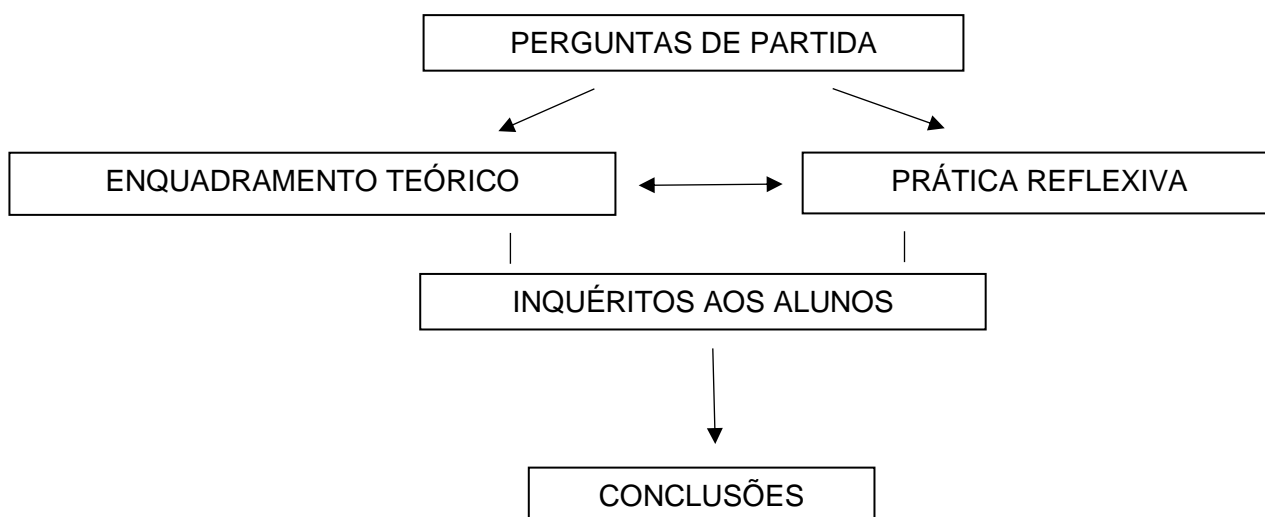 PERGUNTAS DE PARTIDA
ENQUADRAMENTO TEÓRICO
PRÁTICA REFLEXIVA
INQUÉRITOS AOS ALUNOS
CONCLUSÕES